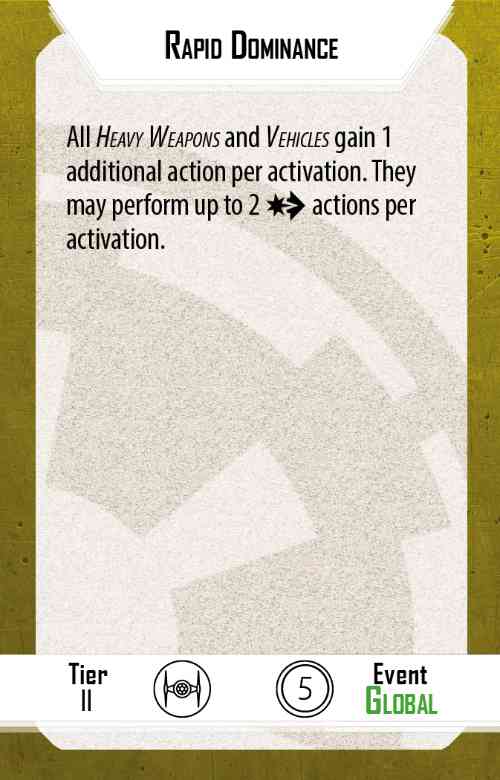 Rapid Dominance
All Heavy Weapons and Vehicles gain 1
additional action per activation. They
may perform up to 2 actions per
activation.
Tier
II
5
Event
Global